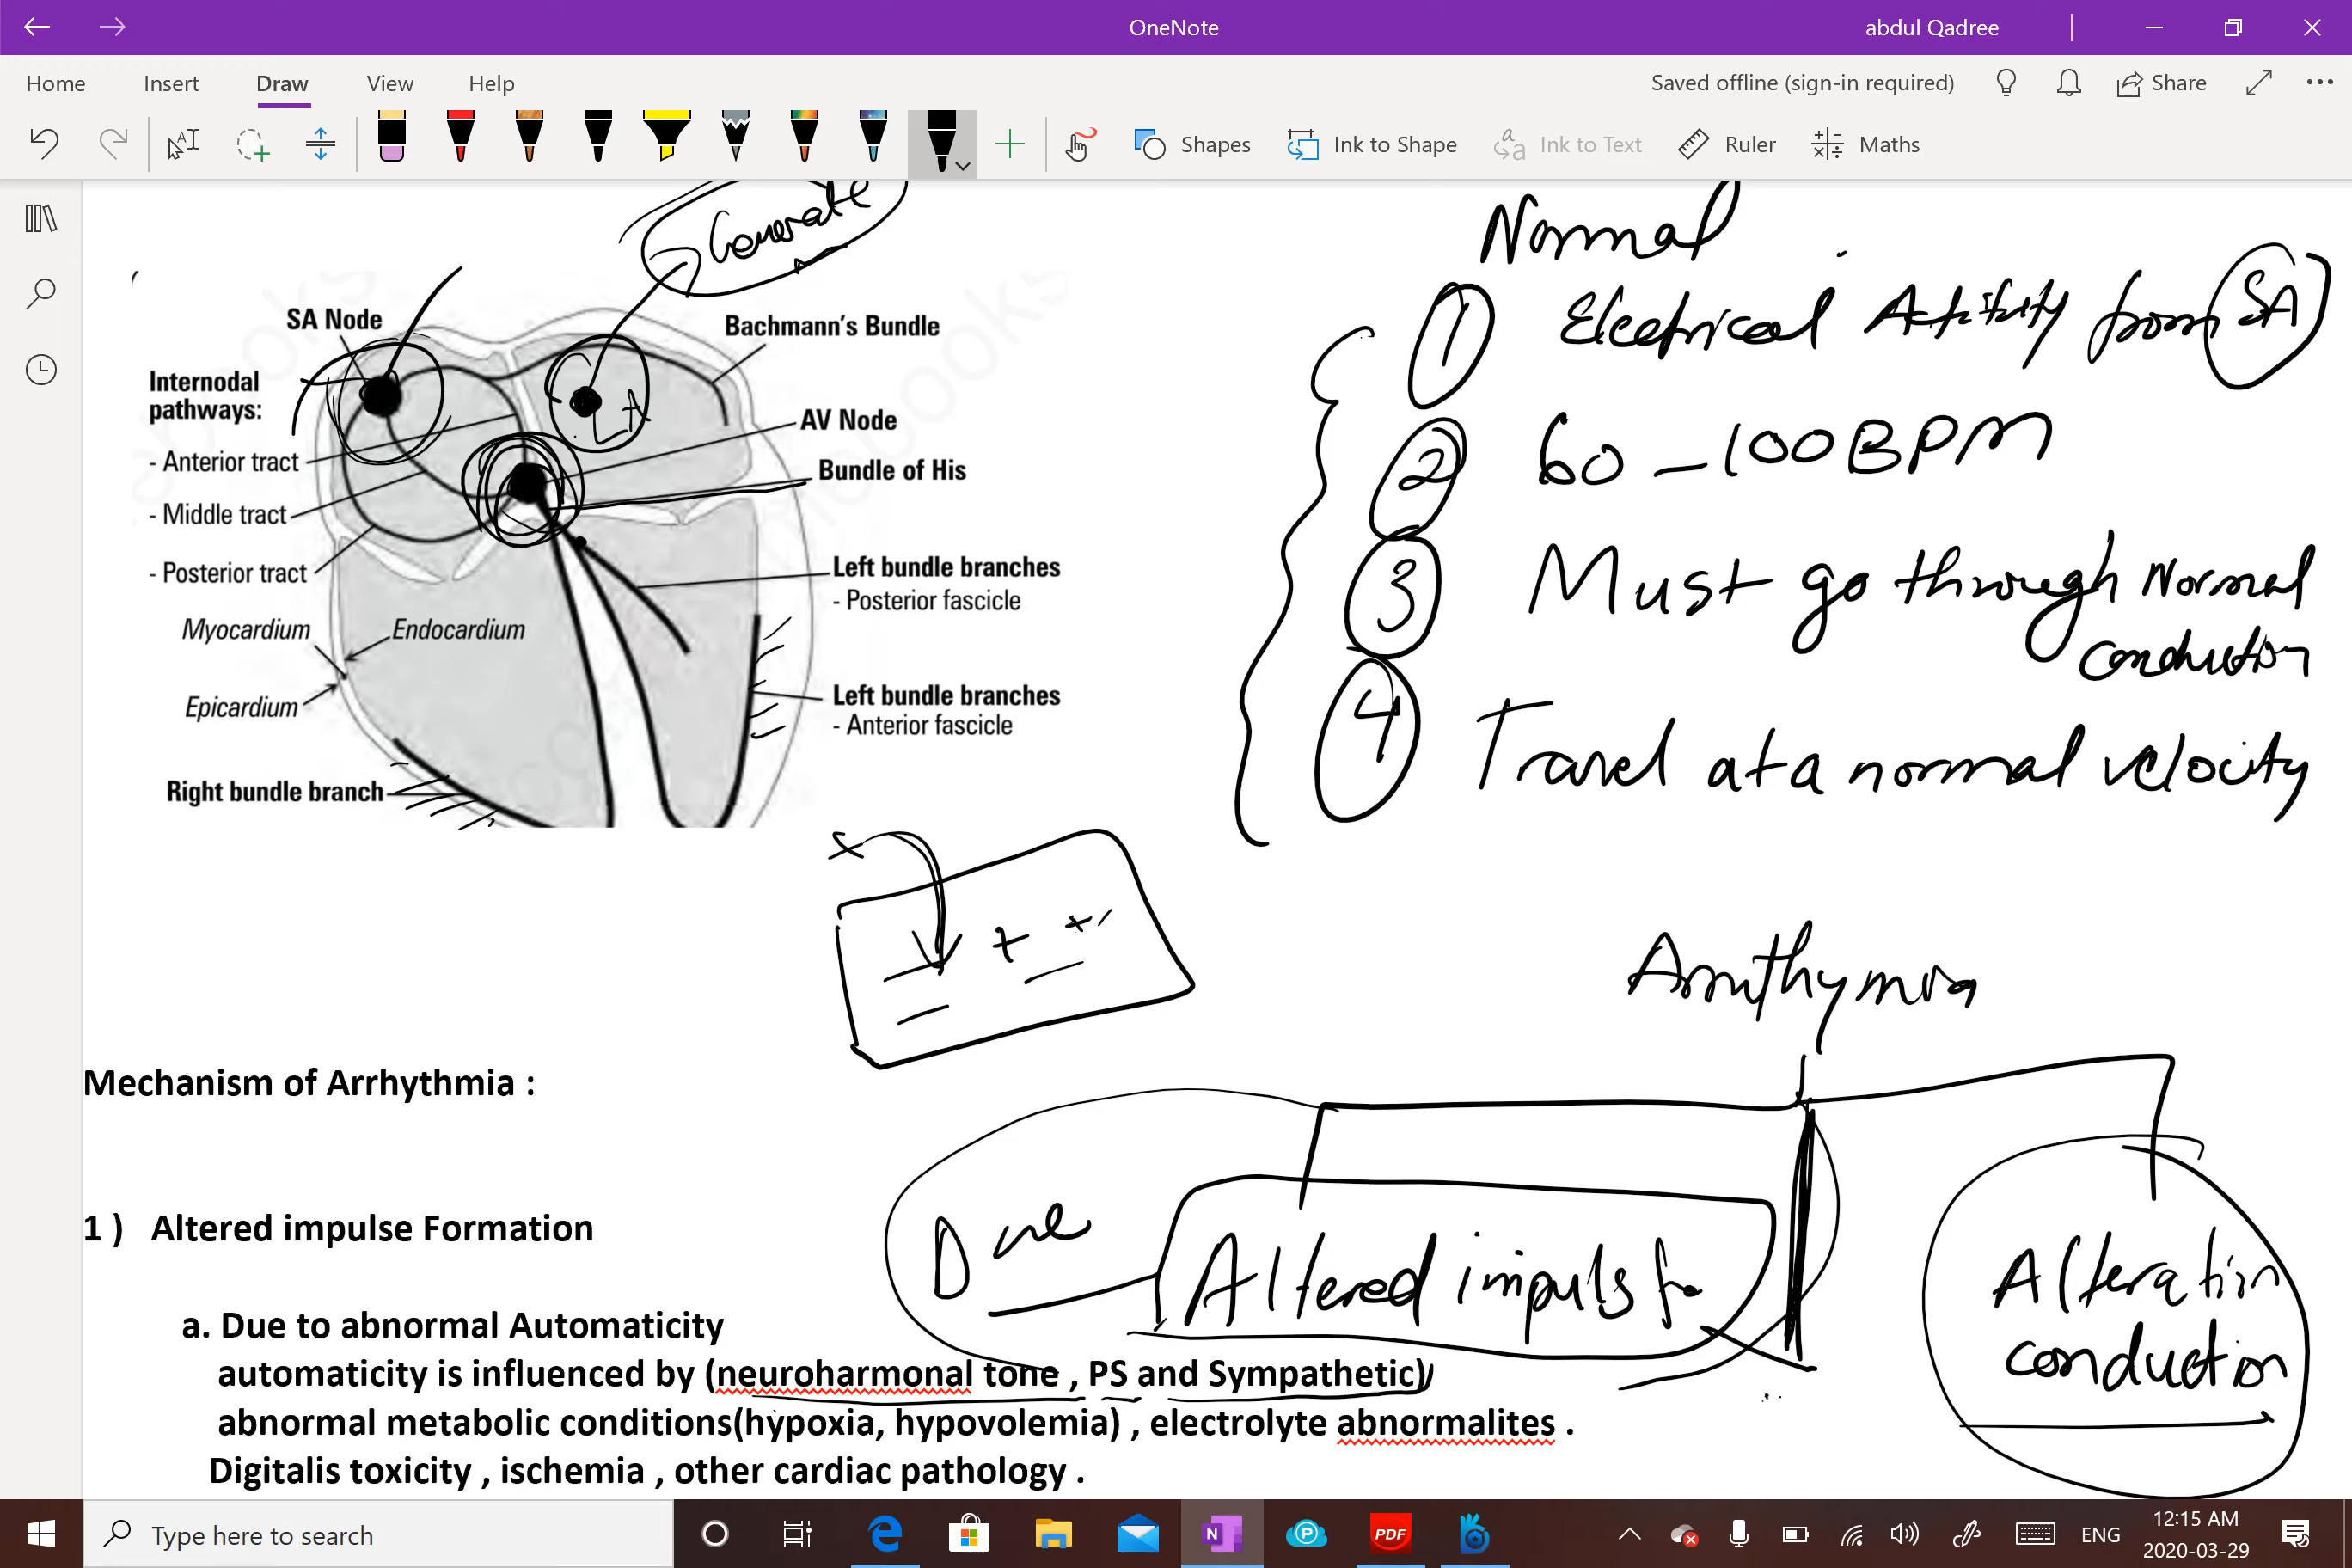 OneNote
abdul Qadree
Home Insert Draw View Help
Saved offline (sign-in required)
Share
Shapes
Ink to Shape
Ink to Text
Ruler
Maths
Generate
SA Node
Bachmann's Bundle
Internodal
pathways:
- Anterior tract
- Middle tract
- Posterior tract
AV Node
Bundle of His
Left bundle branches
- Posterior fascicle
Myocardium
Endocardium
Epicardium
Left bundle branches
- Anterior fascicle
Right bundle branch
LA
Normal
1 Electrical Activity from SA
2 60 - 100 BPM
3 Must go through Normal
conduction
4 Travel at a normal velocity
x
+
Mechanism of Arrhythmia :
1 ) Altered impulse Formation
a. Due to abnormal Automaticity
automaticity is influenced by (neuroharmonal tone , PS and Sympathetic)
abnormal metabolic conditions(hypoxia, hypovolemia) , electrolyte abnormalites .
Digitalis toxicity , ischemia , other cardiac pathology .
Altered impuls fo
Alteration
conduction
Type here to search
N
P
PDF
ENG
12:15 AM
2020-03-29